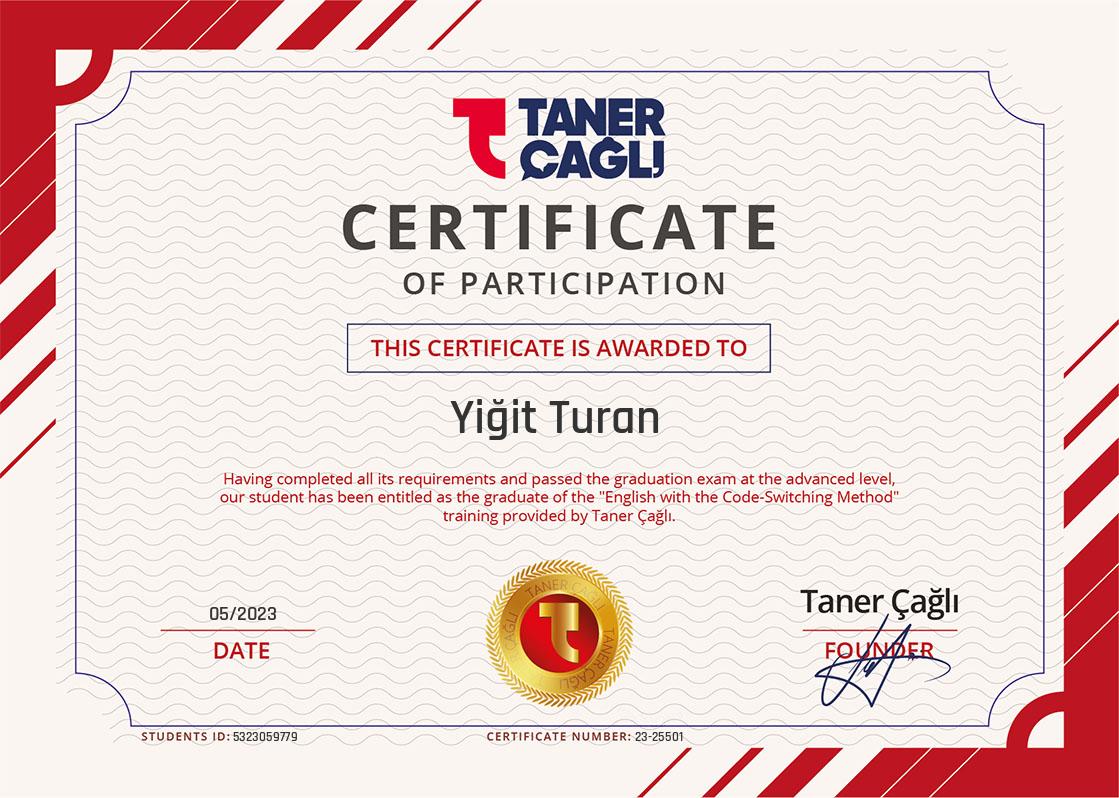 TANER
ÇAĞLI
CERTIFICATE
OF PARTICIPATION
THIS CERTIFICATE IS AWARDED TO
Yiğit Turan
Having completed all its requirements and passed the graduation exam at the advanced level,
our student has been entitled as the graduate of the "English with the Code-Switching Method"
training provided by Taner Çağlı.
05/2023
DATE
TANER ÇAĞLI
TANER ÇAĞLI
ÇAĞLI
Taner Çağlı
FOUNDER
STUDENTS ID: 5323059779
CERTIFICATE NUMBER: 23-25501